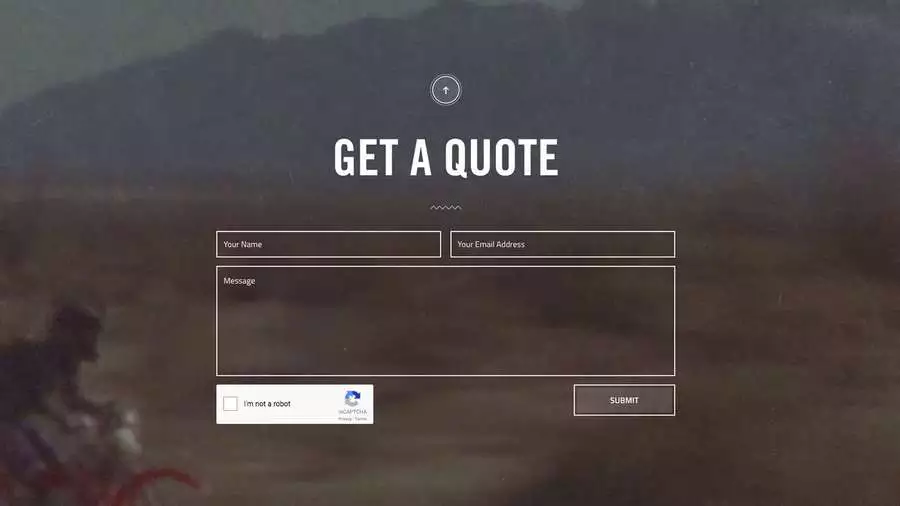 GET A QUOTE
Your Name
Your Email Address
Message
I'm not a robot
reCAPTCHA
Privacy - Terms
SUBMIT